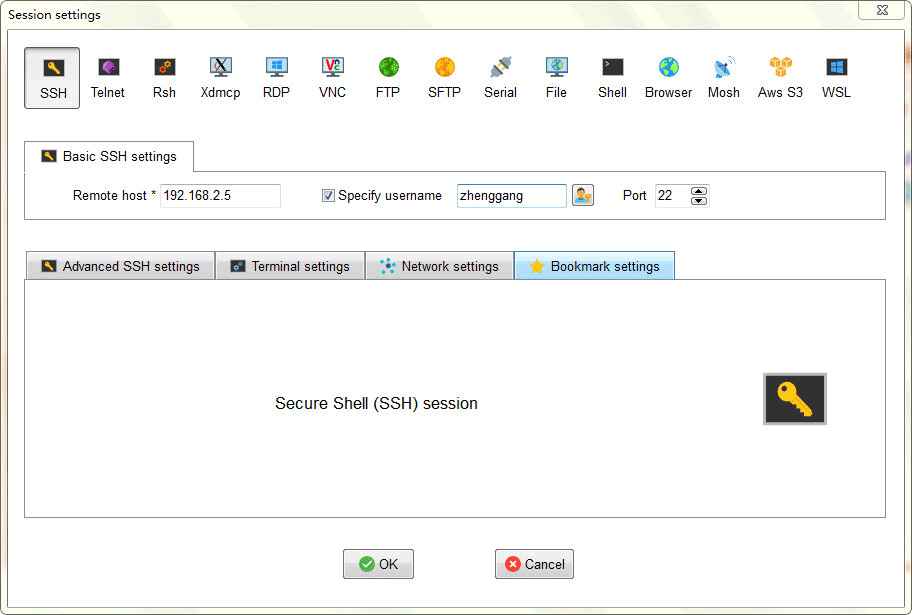 Session settings
SSH Telnet Rsh Xdmcp RDP VNC FTP SFTP Serial File Shell Browser Mosh Aws S3 WSL
Basic SSH settings
Remote host * 192.168.2.5 Specify username zhenggang Port 22
Advanced SSH settings Terminal settings Network settings Bookmark settings
Secure Shell (SSH) session
OK Cancel